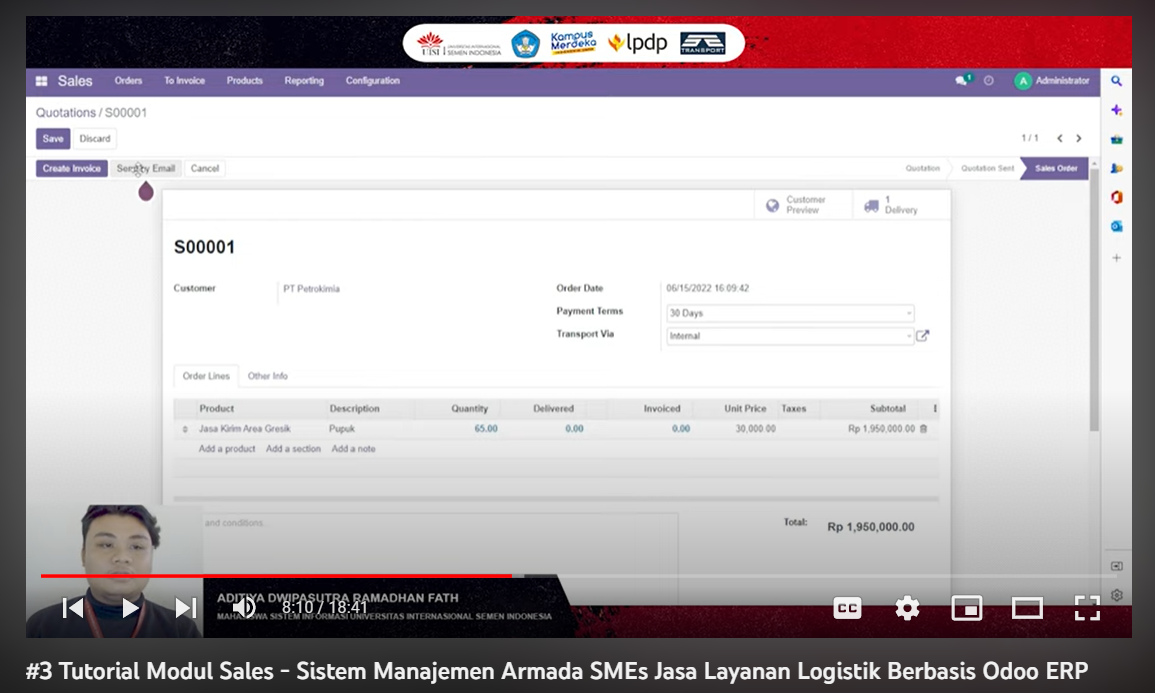 UISI UNIVERSITAS INTERNASIONAL SEMEN INDONESIA Kampus Merdeka lpdp TRANSPORT
Sales Orders To Invoice Products Reporting Configuration 1 A Administrator
Quotations / S00001
Save Discard 1 / 1
Create Invoice Send by Email Cancel Quotation Quotation Sent Sales Order
Customer Preview 1 Delivery
S00001
Customer PT Petrokimia Order Date 06/15/2022 16:09:42
Payment Terms 30 Days
Transport Via Internal
Order Lines Other Info
Product Description Quantity Delivered Invoiced Unit Price Taxes Subtotal
Jasa Kirim Area Gresik Pupuk 65.00 0.00 0.00 30,000.00 Rp 1,950,000.00
Add a product Add a section Add a note
and conditions... Total: Rp 1,950,000.00
ADITIYA DWIPASUTRA RAMADHAN FATH
MAHASISWA SISTEM INFORMASI UNIVERSITAS INTERNASIONAL SEMEN INDONESIA
8:10 / 18:41 CC
#3 Tutorial Modul Sales - Sistem Manajemen Armada SMEs Jasa Layanan Logistik Berbasis Odoo ERP